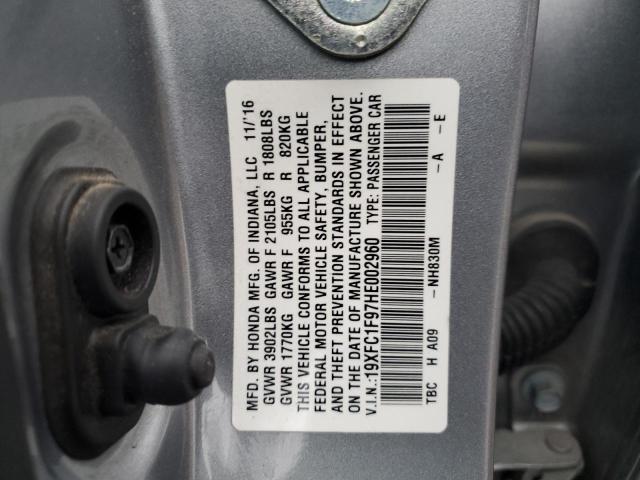 MFD. BY HONDA MFG. OF INDIANA, LLC 11/'16
GVWR 3902LBS GAWR F 2105LBS R 1808LBS
GVWR 1770KG GAWR F 955KG R 820KG
THIS VEHICLE CONFORMS TO ALL APPLICABLE
FEDERAL MOTOR VEHICLE SAFETY, BUMPER,
AND THEFT PREVENTION STANDARDS IN EFFECT
ON THE DATE OF MANUFACTURE SHOWN ABOVE.
V.I.N.:19XFC1F97HE002960 TYPE: PASSENGER CAR
TBC H A09 -NH830M -A -E